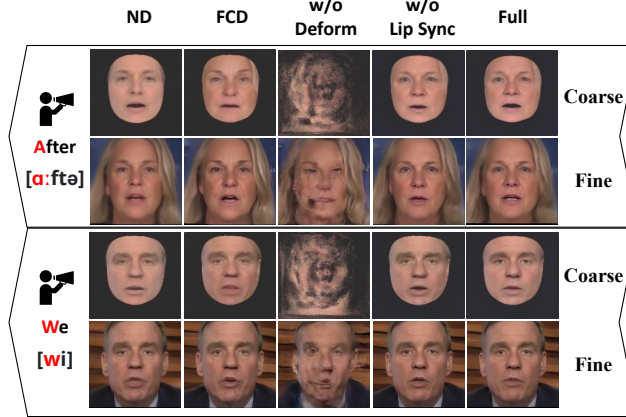 ND FCD w/o Deform w/o Lip Sync Full
Coarse
After
[ɑːftə]
Fine
Coarse
We
[wi]
Fine